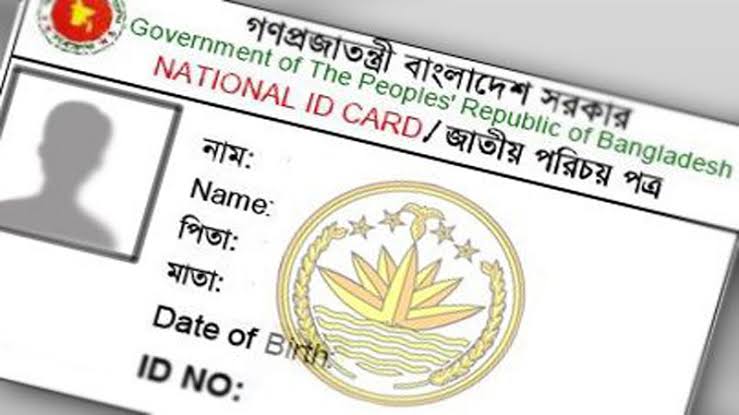 গণপ্রজাতন্ত্রী বাংলাদেশ সরকার
Government of The Peoples' Republic of Bangladesh
NATIONAL ID CARD/ জাতীয় পরিচয় পত্র
নাম:
Name:
পিতা:
মাতা:
Date of Birth:
ID NO: